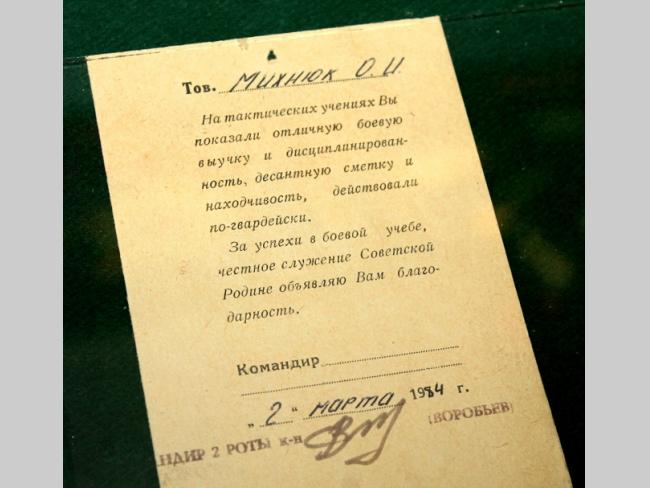 Тов. Михнюк О.И.
На тактических учениях Вы
показали отличную боевую
выучку и дисциплинирован-
ность, десантную сметку и
находчивость, действовали
по-гвардейски.
За успехи в боевой учебе,
честное служение Советской
Родине объявляю Вам благо-
дарность.
Командир
„2“ марта 1984 г.
НДИР 2 РОТЫ к-н (ВОРОБЬЕВ)